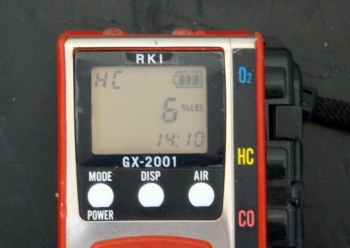 RKI
HC
6 %LEL
14:10
GX-2001
MODE DISP AIR
POWER
O₂
HC
CO